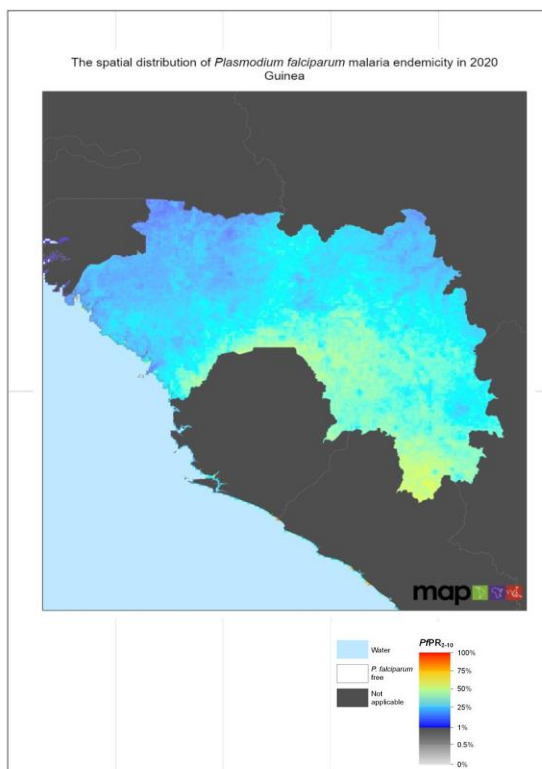 The spatial distribution of Plasmodium falciparum malaria endemicity in 2020
Guinea
map
Water
P. falciparum
free
Not
applicable
PfPR2-10
100%
75%
50%
25%
1%
0.5%
0%